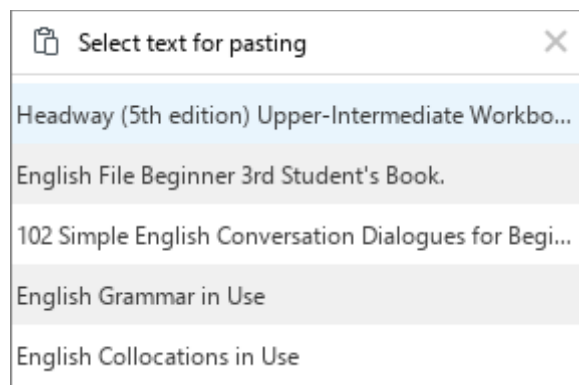 Select text for pasting
Headway (5th edition) Upper-Intermediate Workbo...
English File Beginner 3rd Student's Book.
102 Simple English Conversation Dialogues for Begi...
English Grammar in Use
English Collocations in Use